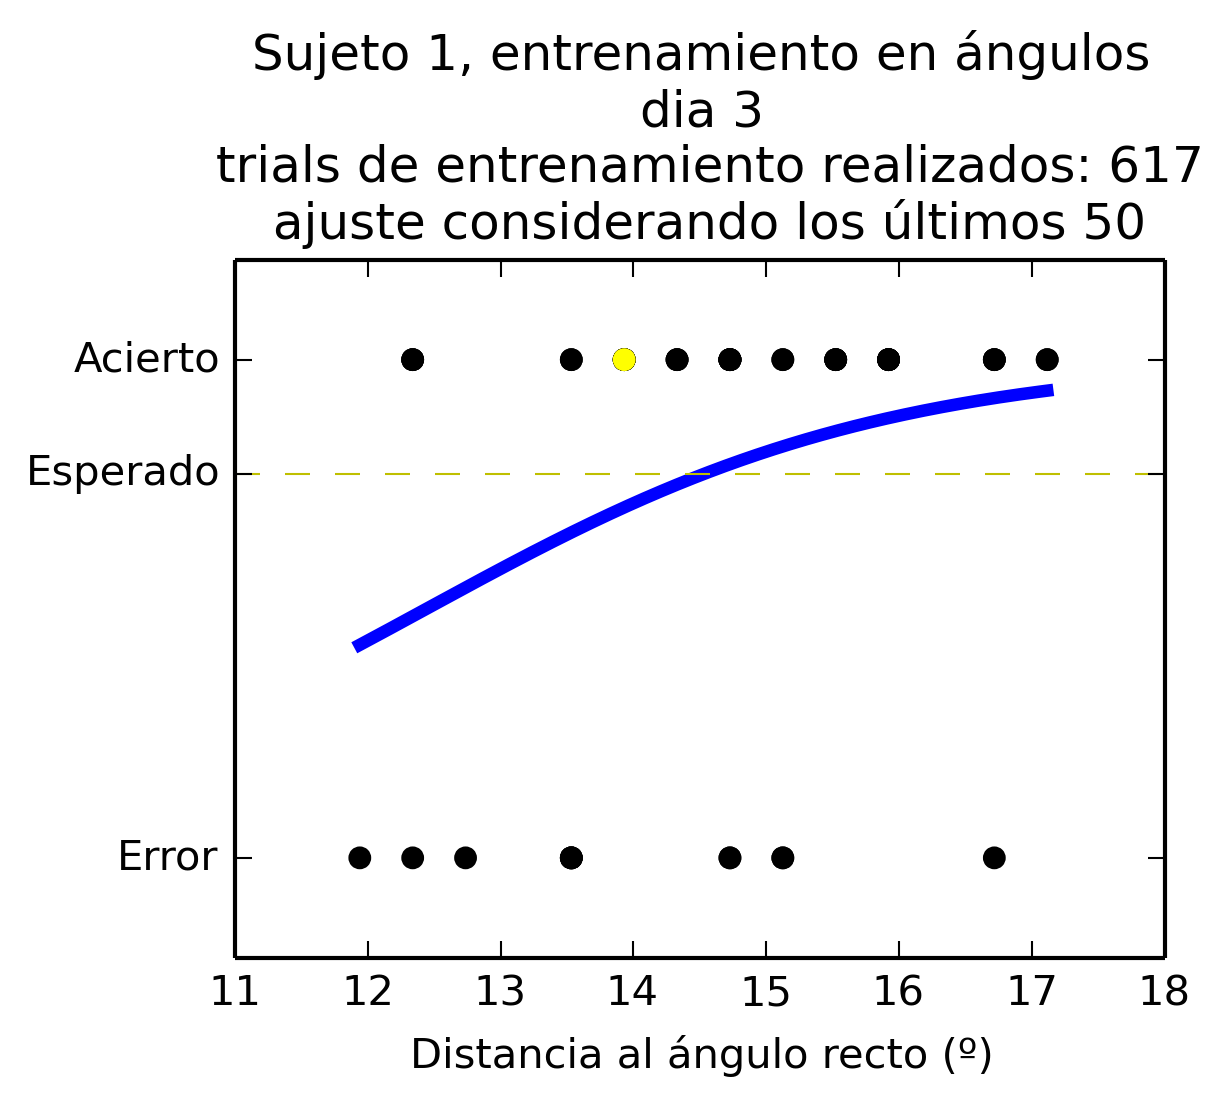 Sujeto 1, entrenamiento en ángulos
dia 3
trials de entrenamiento realizados: 617
ajuste considerando los últimos 50
Acierto
Esperado
Error
11 12 13 14 15 16 17 18
Distancia al ángulo recto (º)